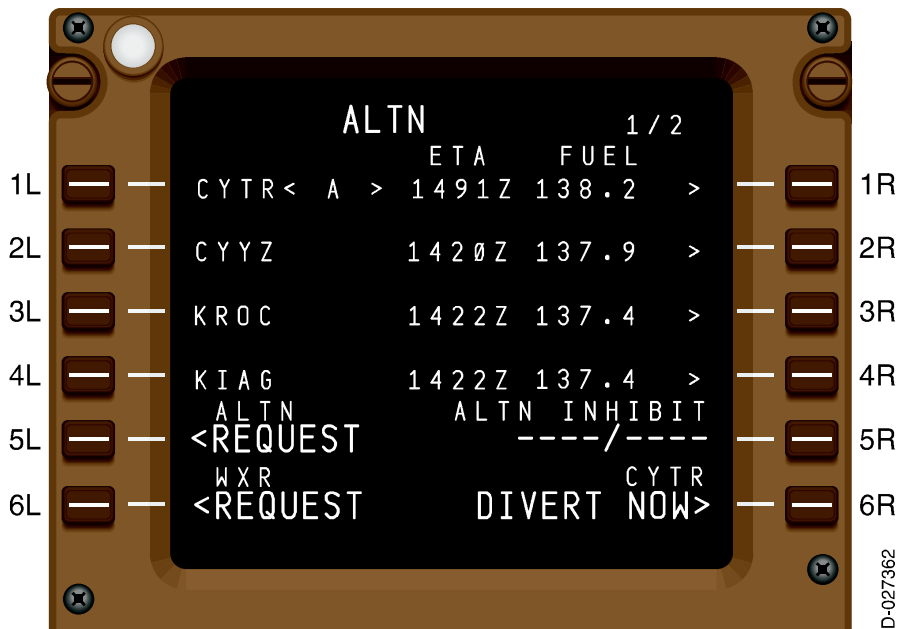 ALTN 1/2
ETA FUEL
1L CYTR< A > 1491Z 138.2 > 1R
2L CYYZ 1420Z 137.9 > 2R
3L KROC 1422Z 137.4 > 3R
4L KIAG 1422Z 137.4 > 4R
ALTN ALTN INHIBIT
5L <REQUEST ----/---- 5R
WXR CYTR
6L <REQUEST DIVERT NOW> 6R
D-027362